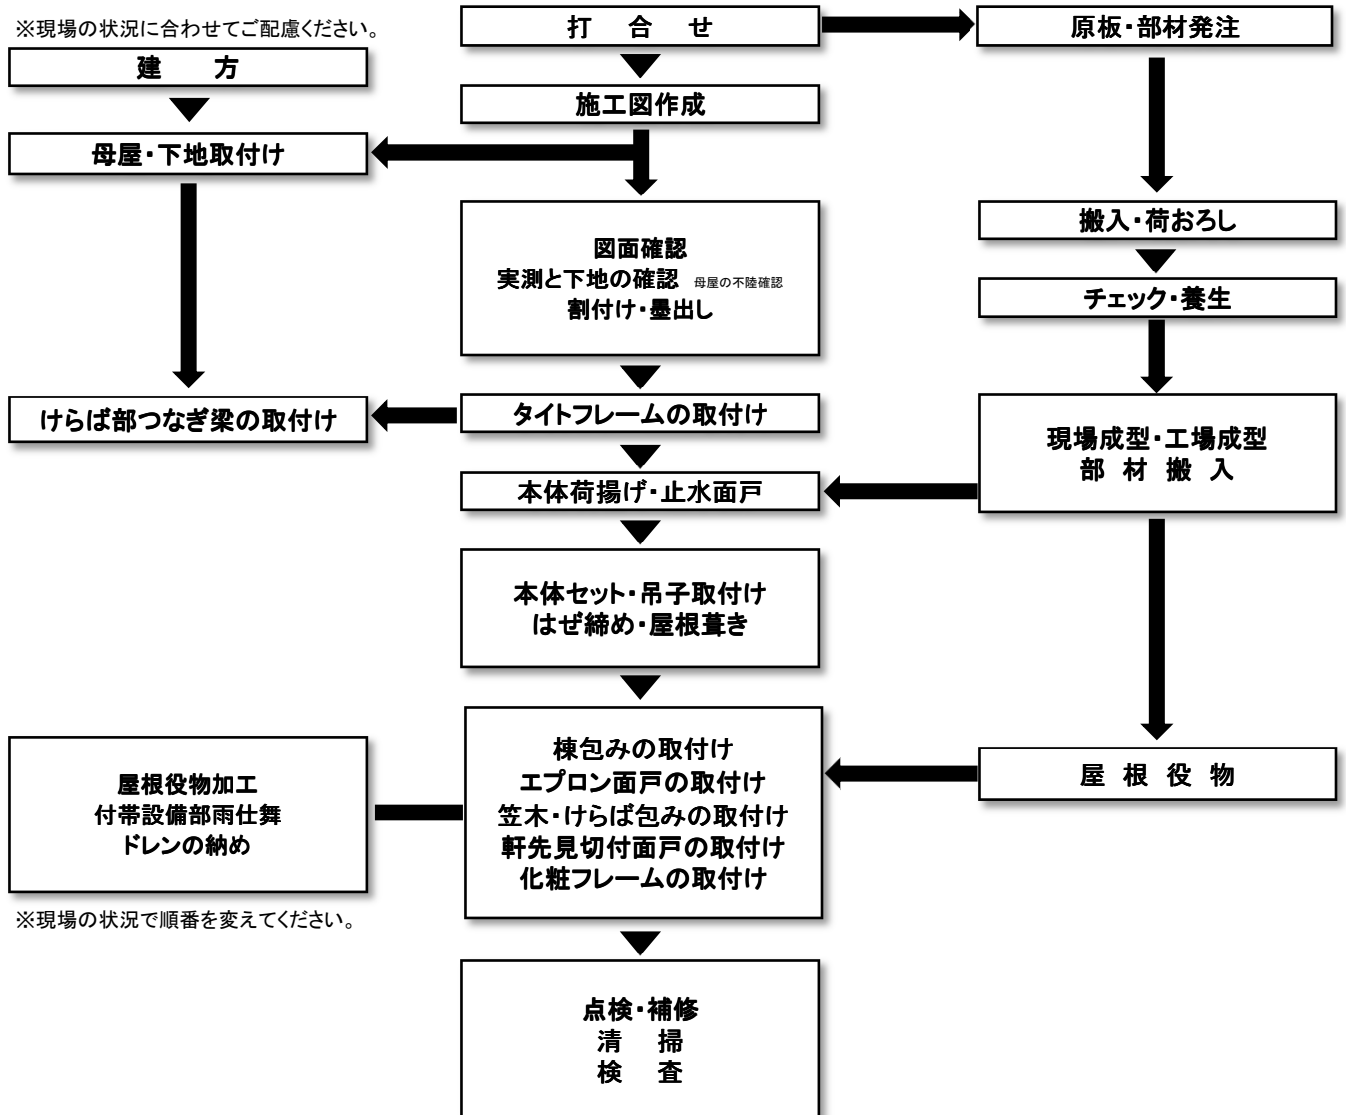 ※現場の状況に合わせてご配慮ください。
打 合 せ
原板・部材発注
建 方
施工図作成
母屋・下地取付け
搬入・荷おろし
図面確認
実測と下地の確認 母屋の不陸確認
割付け・墨出し
チェック・養生
けらば部つなぎ梁の取付け
タイトフレームの取付け
現場成型・工場成型
部 材 搬 入
本体荷揚げ・止水面戸
本体セット・吊子取付け
はぜ締め・屋根葺き
棟包みの取付け
エプロン面戸の取付け
笠木・けらば包みの取付け
軒先見切付面戸の取付け
化粧フレームの取付け
屋 根 役 物
屋根役物加工
付帯設備部雨仕舞
ドレンの納め
※現場の状況で順番を変えてください。
点検・補修
清 掃
検 査